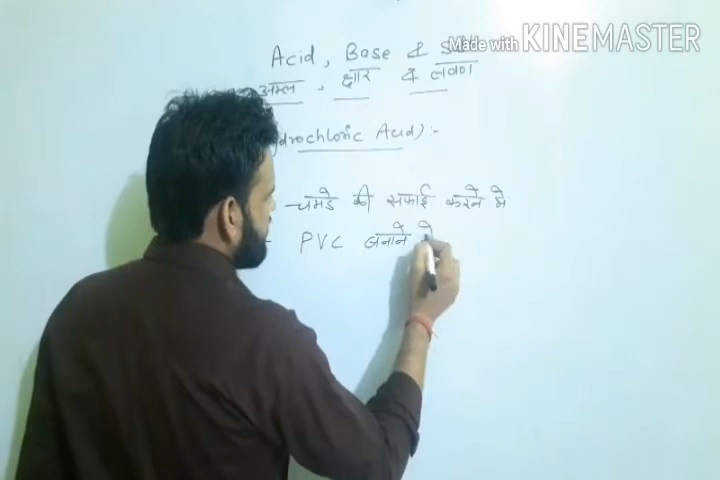 Made with KINEMASTER
Acid, Base &
अम्ल, क्षार व लवण
drochloric Acid) :-
- चमडे की सफाई करने मे
- PVC बनाने